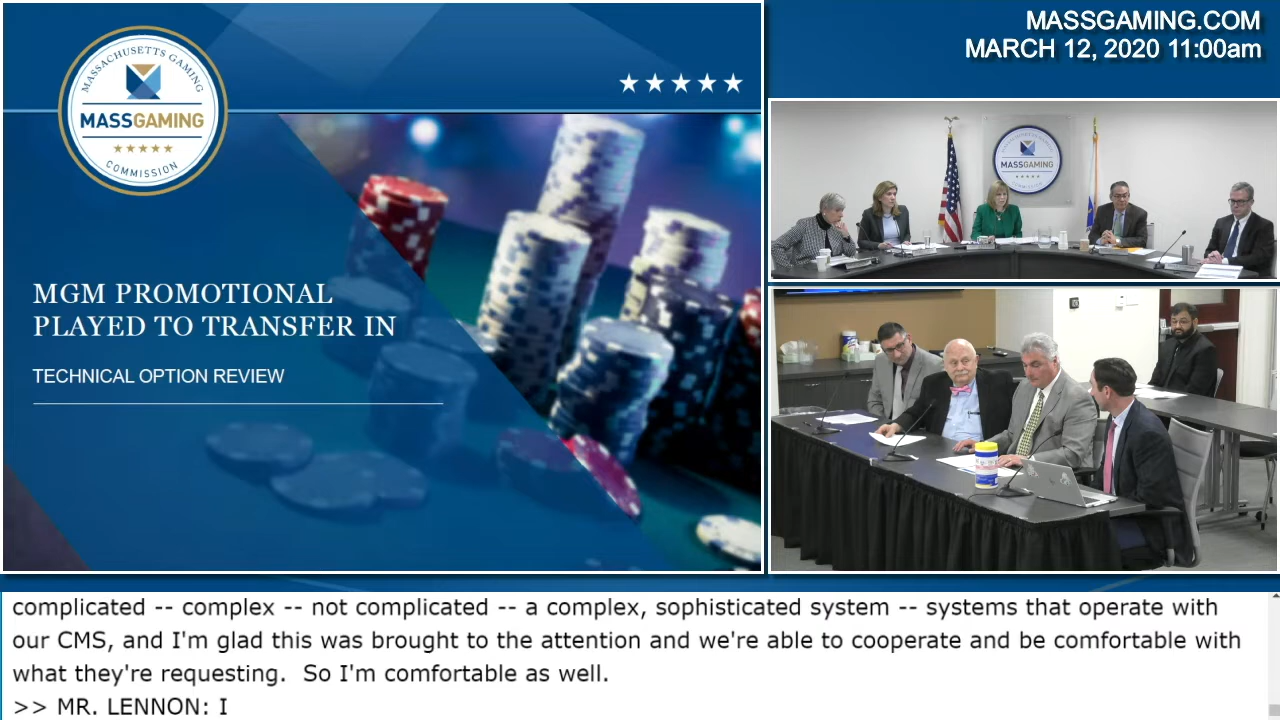 MASSACHUSETTS GAMING
MASSGAMING
COMMISSION
MGM PROMOTIONAL
PLAYED TO TRANSFER IN
TECHNICAL OPTION REVIEW
MASSGAMING.COM
MARCH 12, 2020 11:00am
MASSGAMING
complicated -- complex -- not complicated -- a complex, sophisticated system -- systems that operate with
our CMS, and I'm glad this was brought to the attention and we're able to cooperate and be comfortable with
what they're requesting.  So I'm comfortable as well.
>> MR. LENNON: I